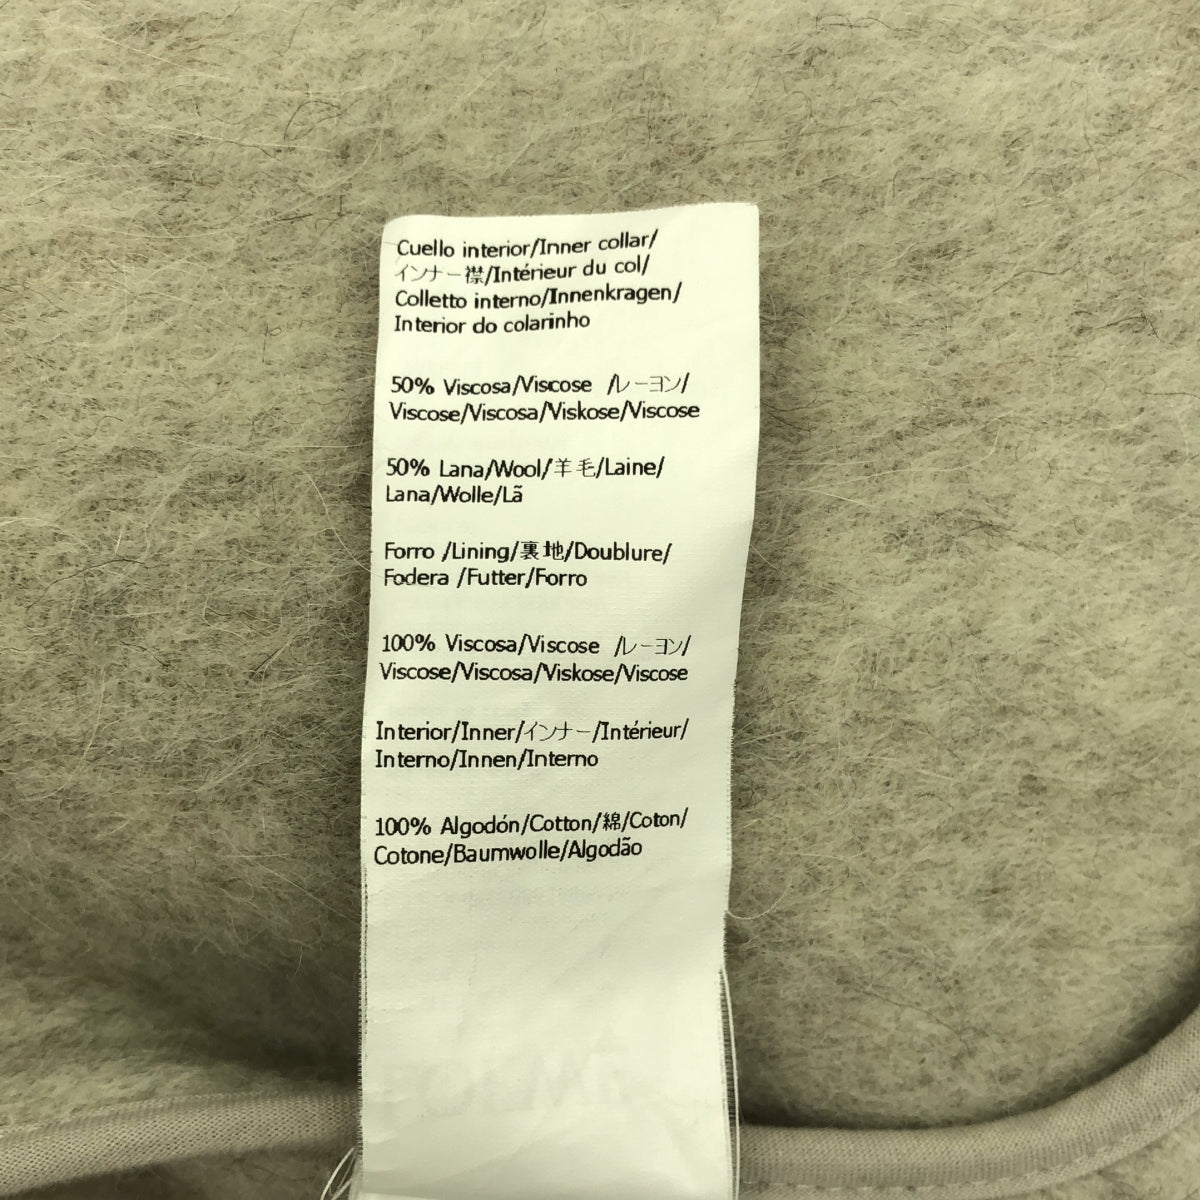 Cuello interior/Inner collar/
インナー襟/Intérieur du col/
Colletto interno/Innenkragen/
Interior do colarinho
50% Viscosa/Viscose /レーヨン/
Viscose/Viscosa/Viskose/Viscose
50% Lana/Wool/羊毛/Laine/
Lana/Wolle/Lã
Forro /Lining/裏地/Doublure/
Fodera /Futter/Forro
100% Viscosa/Viscose /レーヨン/
Viscose/Viscosa/Viskose/Viscose
Interior/Inner/インナー/Intérieur/
Interno/Innen/Interno
100% Algodón/Cotton/綿/Coton/
Cotone/Baumwolle/Algodão